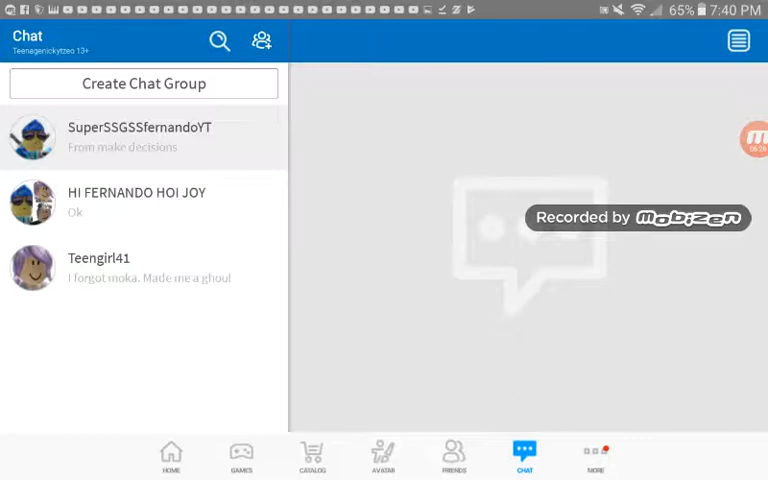 65% 7:40 PM
Chat
Teenagenickytzeo 13+
Create Chat Group
SuperSSGSSfernandoYT
From make decisions
HI FERNANDO HOI JOY
Ok
Teengirl41
I forgot moka. Made me a ghoul
Recorded by mobizen
HOME GAMES CATALOG AVATAR FRIENDS CHAT MORE